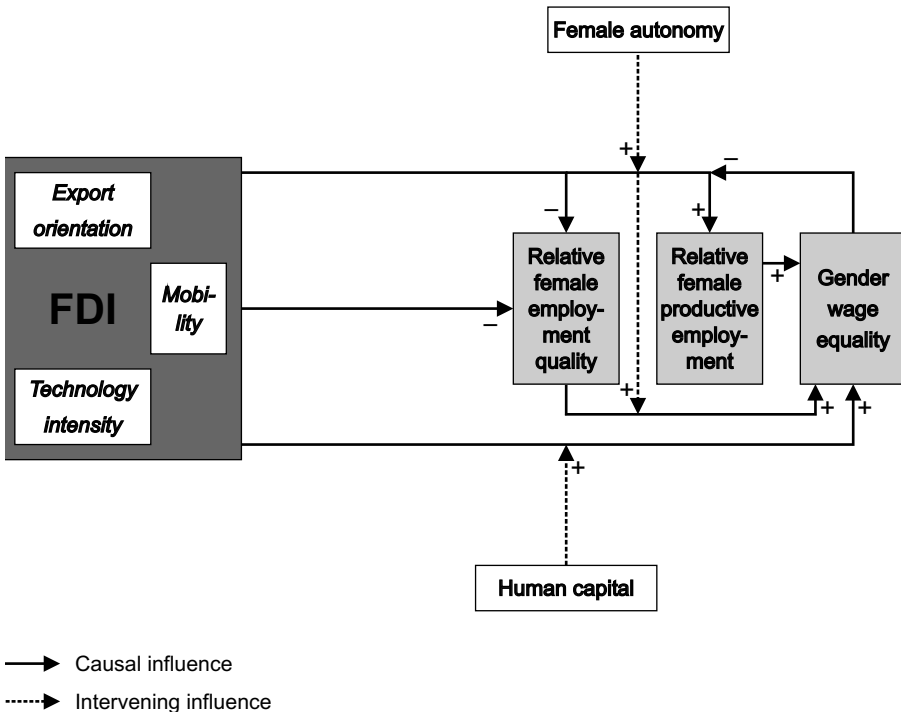 Female autonomy
+
–
Export
orientation
–
+
Relative
female
employ-
ment
quality
Relative
female
productive
employ-
ment
+
Gender
wage
equality
FDI
Mobi-
lity
–
Technology
intensity
+
+
+
+
Human capital
Causal influence
Intervening influence